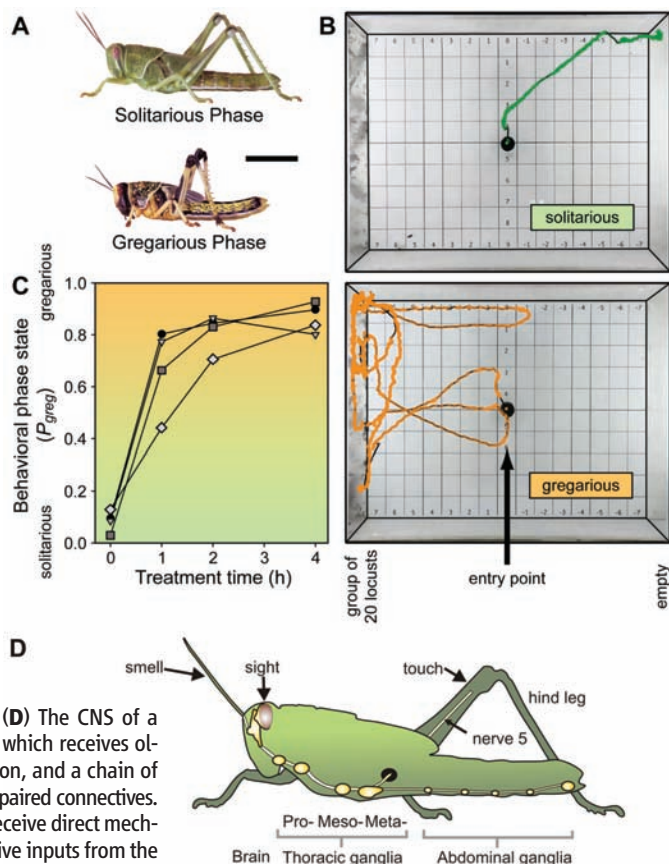 A
Solitarious Phase
Gregarious Phase
B
solitarious
gregarious
group of
20 locusts
entry point
empty
C
Behavioral phase state
(Pgreg)
gregarious
solitarious
1.0
0.8
0.6
0.4
0.2
0.0
0 1 2 3 4
Treatment time (h)
D
smell
sight
touch
hind leg
nerve 5
Pro- Meso- Meta-
Brain Thoracic ganglia Abdominal ganglia
(D) The CNS of a
which receives ol-
on, and a chain of
paired connectives.
eceive direct mech-
ive inputs from the